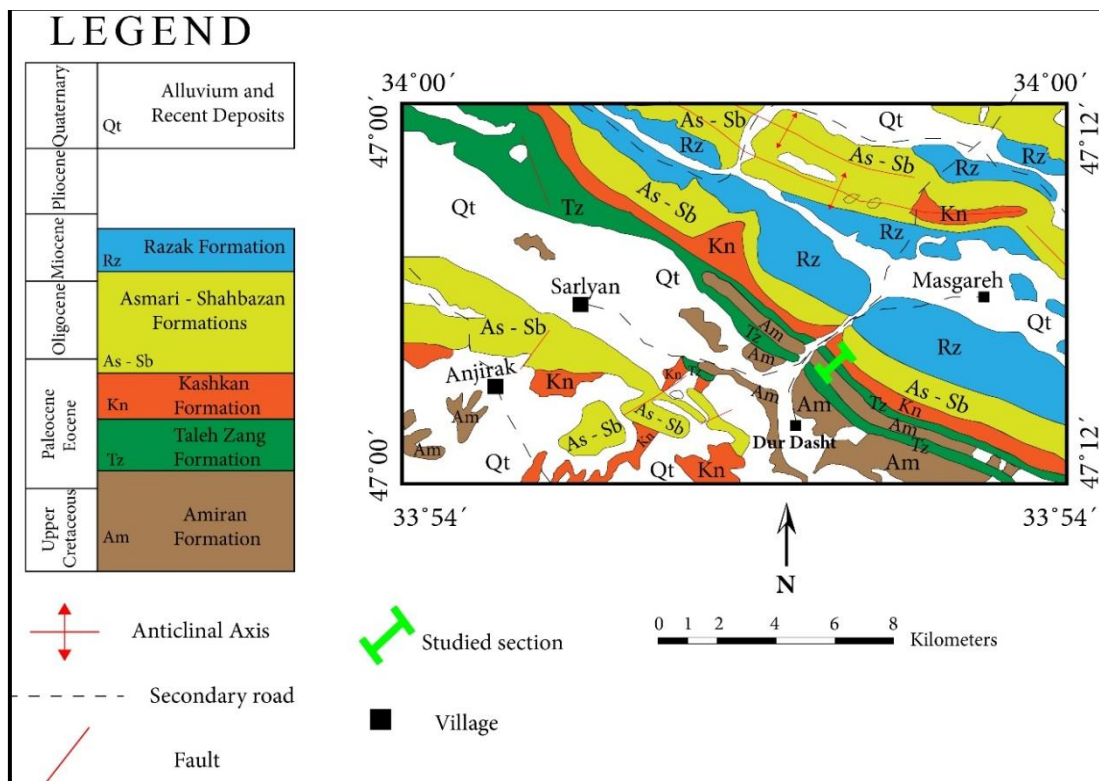 LEGEND
Quaternary
Pliocene
Miocene
Oligocene
Paleocene
Eocene
Upper
Cretaceous
Alluvium and
Recent Deposits
Qt
Razak Formation
Rz
Asmari - Shahbazan
Formations
As - Sb
Kashkan
Formation
Kn
Taleh Zang
Formation
Tz
Amiran
Formation
Am
Anticlinal Axis
Secondary road
Fault
Studied section
Village
34°00´
34°00´
47°00´
47°12´
As - Sb
Qt
Rz
As - Sb
Rz
Rz
Qt
Tz
As - Sb
Kn
Kn
Rz
Rz
Qt
Masgareh
Sarlyan
Am
Tz
Qt
As - Sb
Am
Rz
Anjirak
Kn
Kn
Tz
Am
As - Sb
Am
Am
Tz
Kn
Am
Tz
As - Sb
As - Sb
Kn
Dur Dasht
Am
Qt
Qt
Kn
Am
47°00´
47°12´
33°54´
33°54´
N
0 1 2 4 6 8 Kilometers